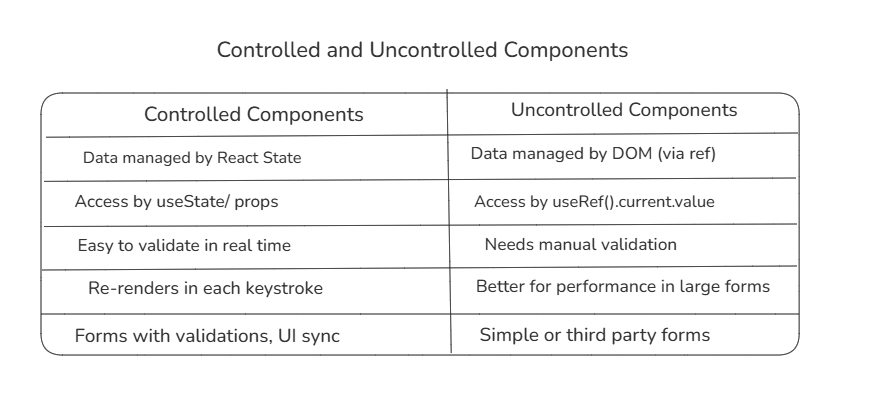 Controlled and Uncontrolled Components
Controlled Components
Uncontrolled Components
Data managed by React State
Data managed by DOM (via ref)
Access by useState/ props
Access by useRef().current.value
Easy to validate in real time
Needs manual validation
Re-renders in each keystroke
Better for performance in large forms
Forms with validations, UI sync
Simple or third party forms